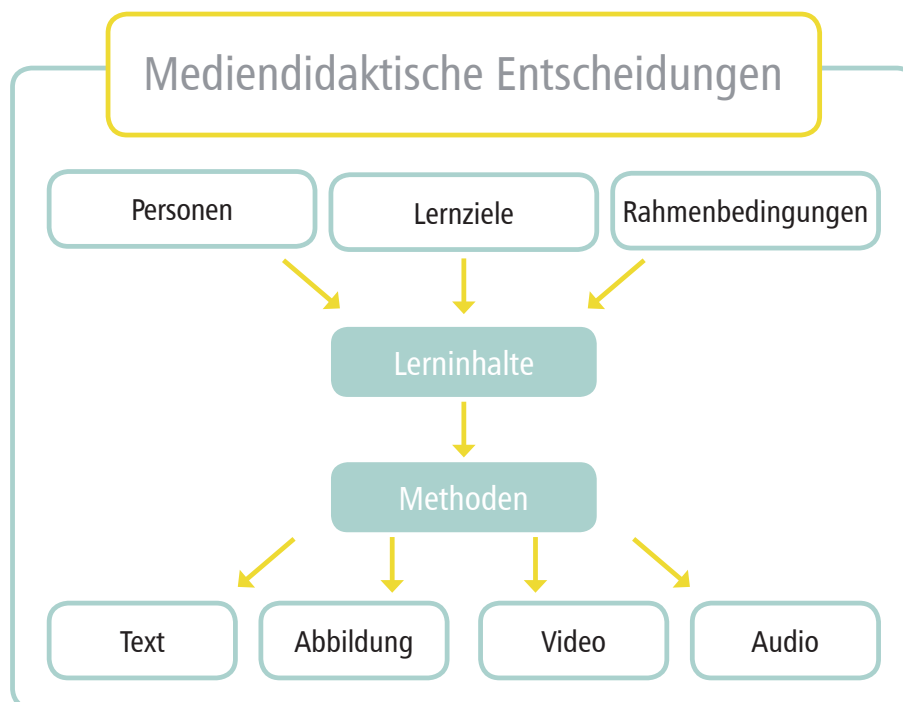 Mediendidaktische Entscheidungen
Personen
Lernziele
Rahmenbedingungen
Lerninhalte
Methoden
Text
Abbildung
Video
Audio